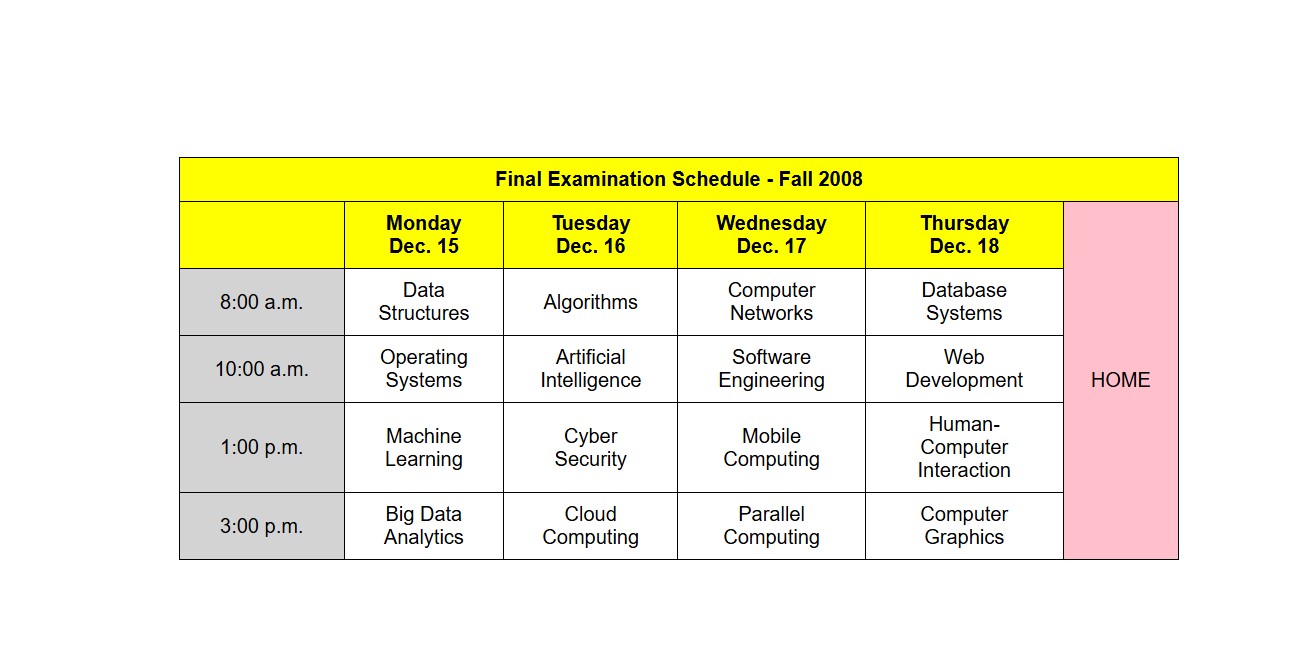 Final Examination Schedule - Fall 2008
Monday
Dec. 15
Tuesday
Dec. 16
Wednesday
Dec. 17
Thursday
Dec. 18
HOME
8:00 a.m.
Data
Structures
Algorithms
Computer
Networks
Database
Systems
10:00 a.m.
Operating
Systems
Artificial
Intelligence
Software
Engineering
Web
Development
1:00 p.m.
Machine
Learning
Cyber
Security
Mobile
Computing
Human-
Computer
Interaction
3:00 p.m.
Big Data
Analytics
Cloud
Computing
Parallel
Computing
Computer
Graphics